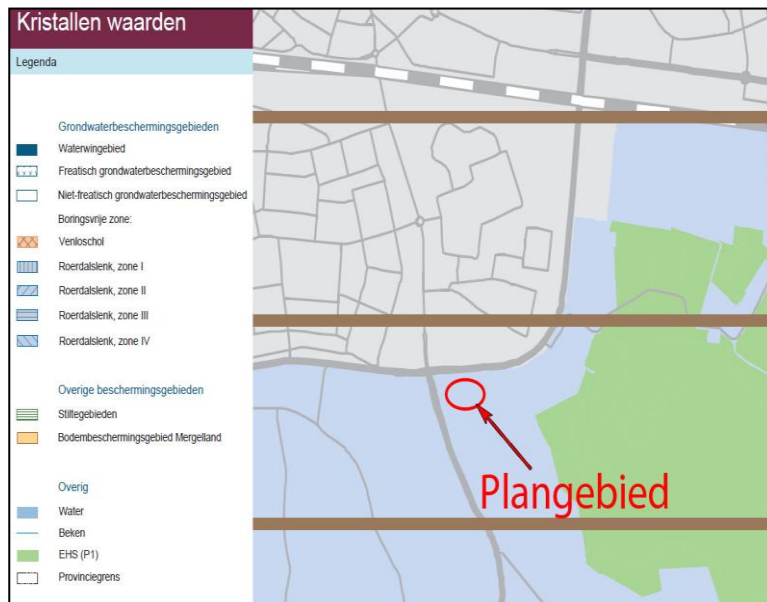 Kristallen waarden
Legenda
Grondwaterbeschermingsgebieden
Waterwingebied
Freatisch grondwaterbeschermingsgebied
Niet-freatisch grondwaterbeschermingsgebied
Boringsvrije zone:
Venloschol
Roerdalslenk, zone I
Roerdalslenk, zone II
Roerdalslenk, zone III
Roerdalslenk, zone IV
Overige beschermingsgebieden
Stiltegebieden
Bodembeschermingsgebied Mergelland
Overig
Water
Beken
EHS (P1)
Provinciegrens
Plangebied